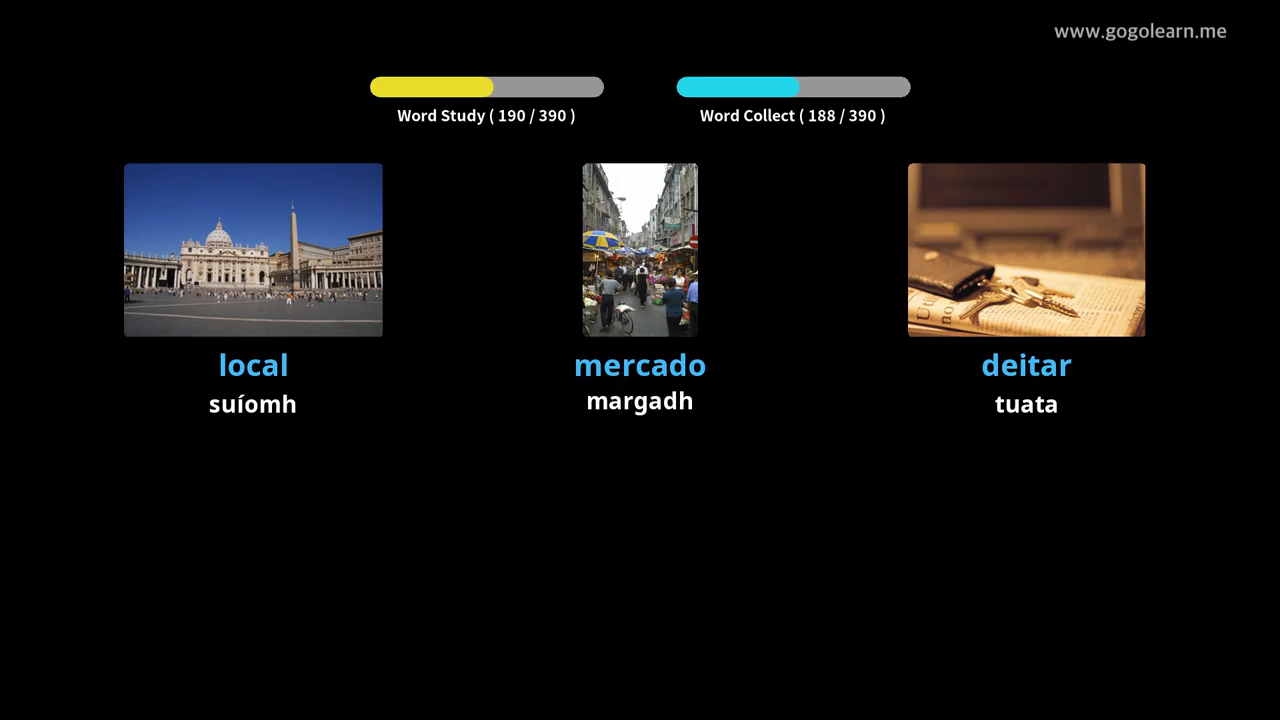 www.gogolearn.me
Word Study ( 190 / 390 )
Word Collect ( 188 / 390 )
local
mercado
deitar
suíomh
margadh
tuata